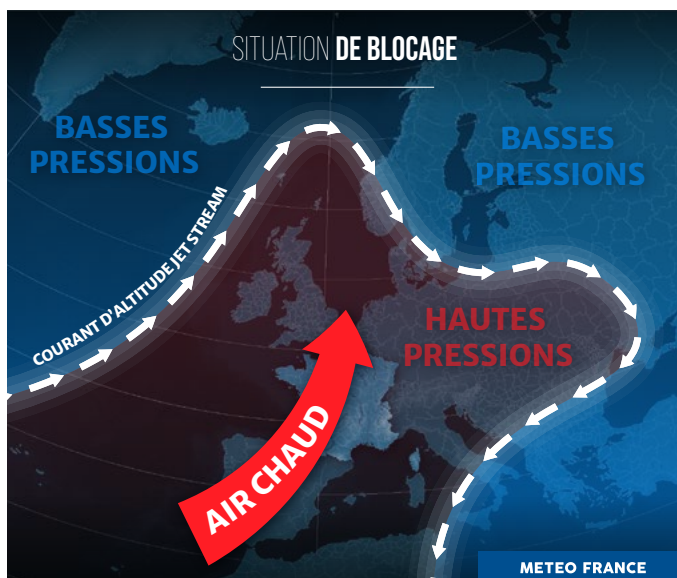 SITUATION DE BLOCAGE
BASSES
PRESSIONS
BASSES
PRESSIONS
COURANT D'ALTITUDE JET STREAM
HAUTES
PRESSIONS
AIR CHAUD
METEO FRANCE